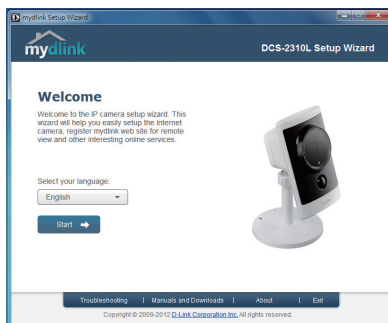 mydlink Setup Wizard
mydlink
DCS-2310L Setup Wizard
Welcome
Welcome to the IP camera setup wizard. This
wizard will help you easily setup the Internet
camera, register mydlink web site for remote
view and other interesting online services.
Select your language:
English
Start
Troubleshooting | Manuals and Downloads | About | Exit
Copyright © 2009-2012 D-Link Corporation Inc. All rights reserved.